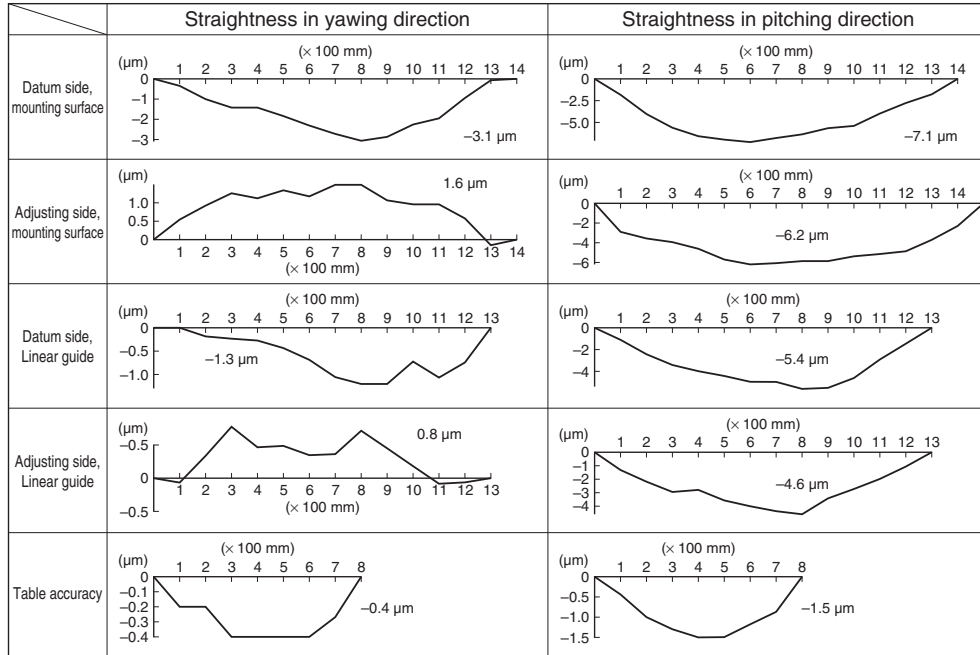 Straightness in yawing direction
Straightness in pitching direction
Datum side,
mounting surface
(× 100 mm)
(μm)
1 2 3 4 5 6 7 8 9 10 11 12 13 14
0
–1
–2
–3
–3.1 μm
(× 100 mm)
(μm)
1 2 3 4 5 6 7 8 9 10 11 12 13 14
0
–2.5
–5.0
–7.1 μm
Adjusting side,
mounting surface
(μm)
1.6 μm
1.0
0.5
0
1 2 3 4 5 6 7 8 9 10 11 12 13 14
(× 100 mm)
(× 100 mm)
(μm)
1 2 3 4 5 6 7 8 9 10 11 12 13 14
0
–2
–4
–6
–6.2 μm
Datum side,
Linear guide
(× 100 mm)
(μm)
1 2 3 4 5 6 7 8 9 10 11 12 13
0
–0.5
–1.0
–1.3 μm
(× 100 mm)
(μm)
1 2 3 4 5 6 7 8 9 10 11 12 13
0
–2
–4
–5.4 μm
Adjusting side,
Linear guide
(μm)
0.8 μm
–0.5
0
–0.5
1 2 3 4 5 6 7 8 9 10 11 12 13
(× 100 mm)
(× 100 mm)
(μm)
1 2 3 4 5 6 7 8 9 10 11 12 13
0
–1
–2
–3
–4
–4.6 μm
Table accuracy
(× 100 mm)
(μm)
1 2 3 4 5 6 7 8
0
–0.1
–0.2
–0.3
–0.4
–0.4 μm
(× 100 mm)
(μm)
1 2 3 4 5 6 7 8
0
–0.5
–1.0
–1.5
–1.5 μm